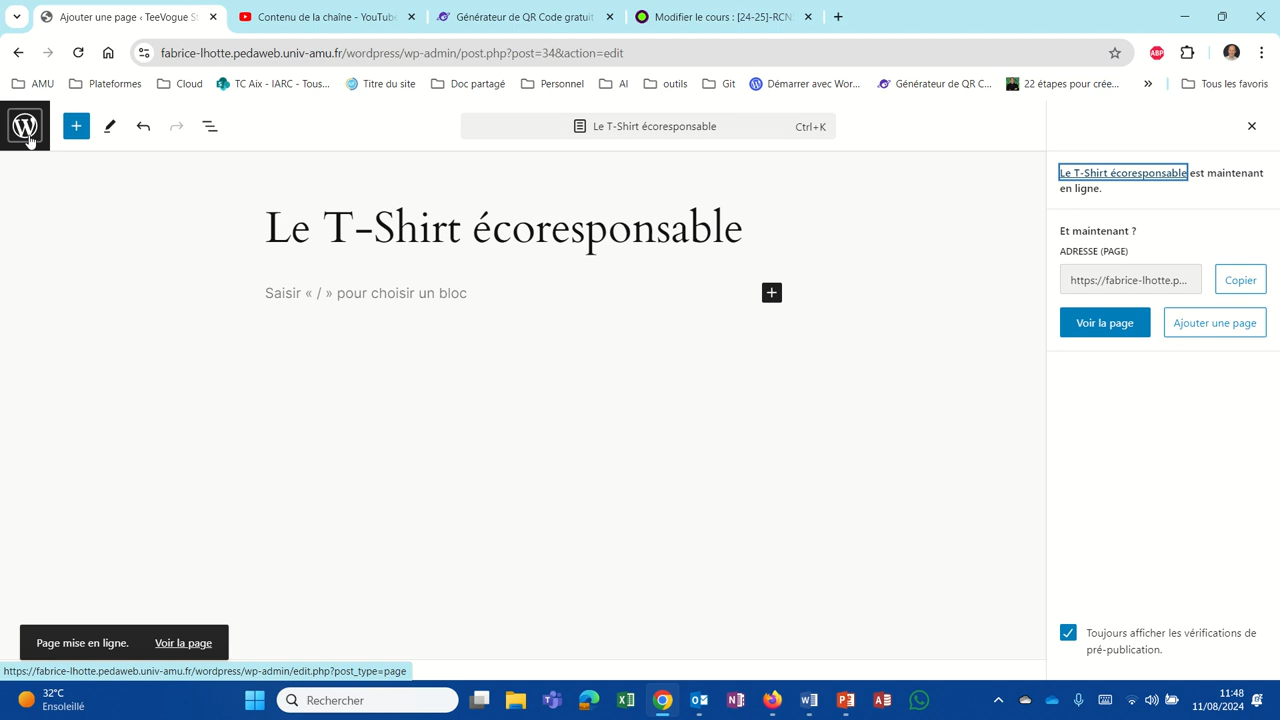 Ajouter une page ‹ TeeVogue St
Contenu de la chaîne - YouTube
Générateur de QR Code gratuit
Modifier le cours : [24-25]-RCN
fabrice-lhotte.pedaweb.univ-amu.fr/wordpress/wp-admin/post.php?post=34&action=edit
ABP
AMU
Plateformes
Cloud
TC Aix - IARC - Tous...
Titre du site
Doc partagé
Personnel
AI
outils
Git
Démarrer avec Wor...
Générateur de QR C...
22 étapes pour crée...
»
Tous les favoris
Le T-Shirt écoresponsable
Ctrl+K
Le T-Shirt écoresponsable est maintenant
en ligne.
Le T-Shirt écoresponsable
Et maintenant ?
ADRESSE (PAGE)
https://fabrice-lhotte.p...
Copier
Saisir « / » pour choisir un bloc
Voir la page
Ajouter une page
Toujours afficher les vérifications de
pré-publication.
Page mise en ligne.
Voir la page
https://fabrice-lhotte.pedaweb.univ-amu.fr/wordpress/wp-admin/edit.php?post_type=page
32°C
Ensoleillé
Rechercher
11:48
11/08/2024